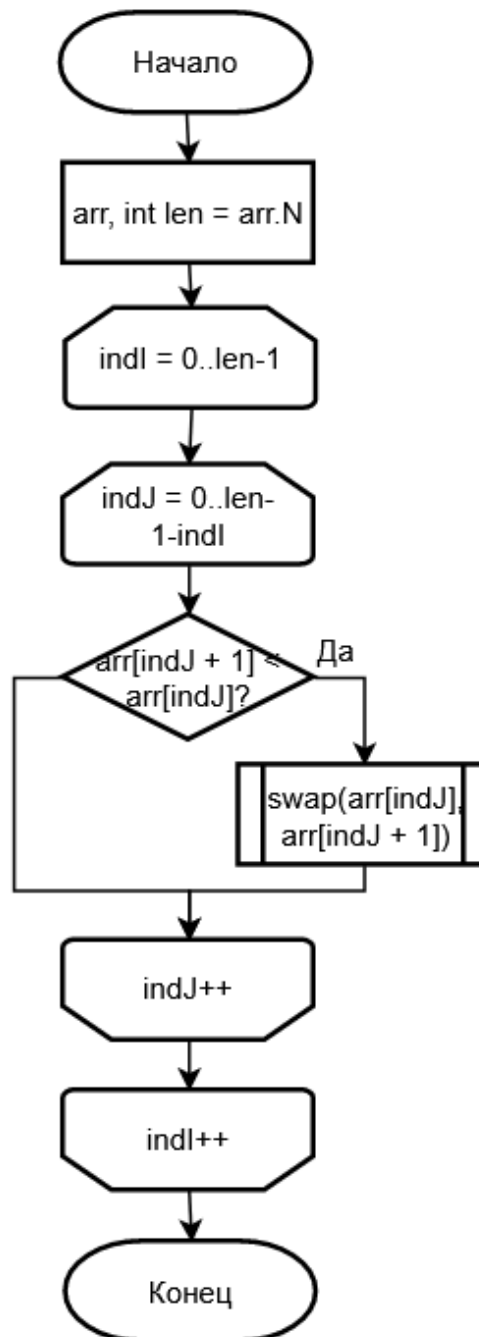 Начало
arr, int len = arr.N
indI = 0..len-1
indJ = 0..len-
1-indI
arr[indJ + 1] <
arr[indJ]?
Да
swap(arr[indJ],
arr[indJ + 1])
indJ++
indI++
Конец